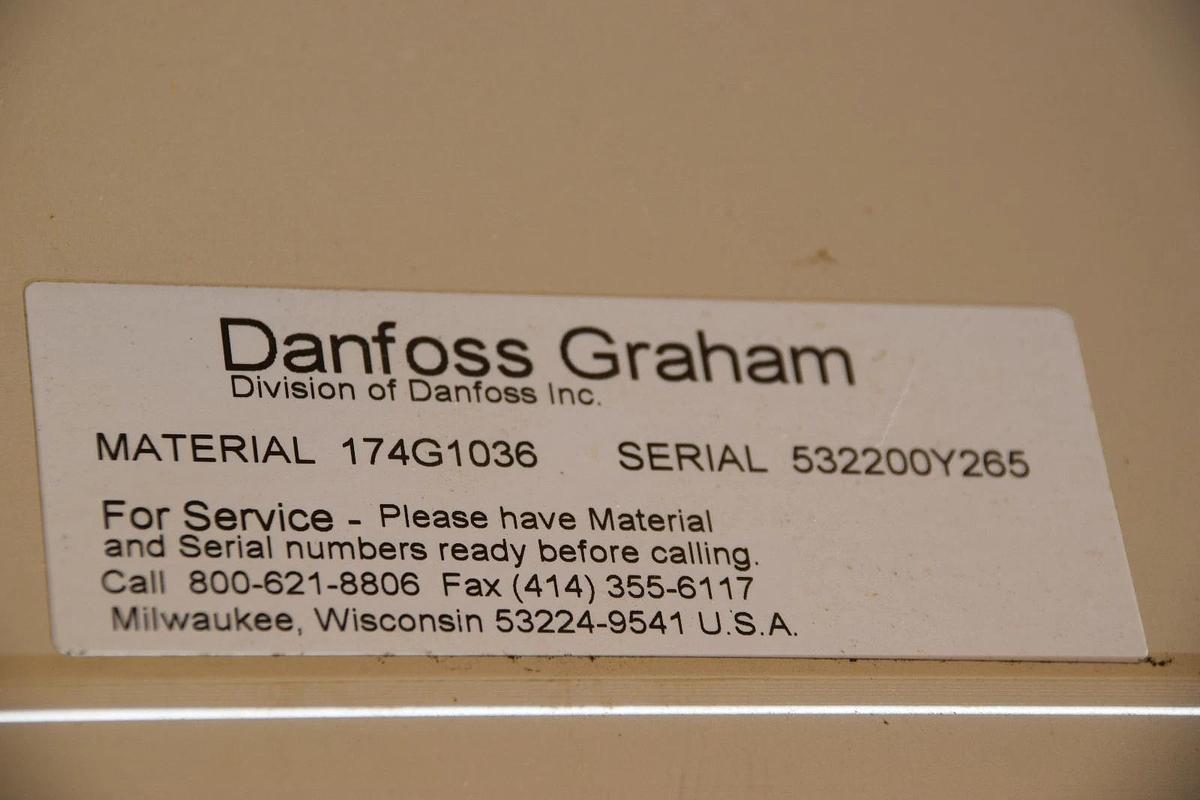 Danfoss Graham
Division of Danfoss Inc.
MATERIAL 174G1036 SERIAL 532200Y265
For Service - Please have Material
and Serial numbers ready before calling.
Call 800-621-8806 Fax (414) 355-6117
Milwaukee, Wisconsin 53224-9541 U.S.A.